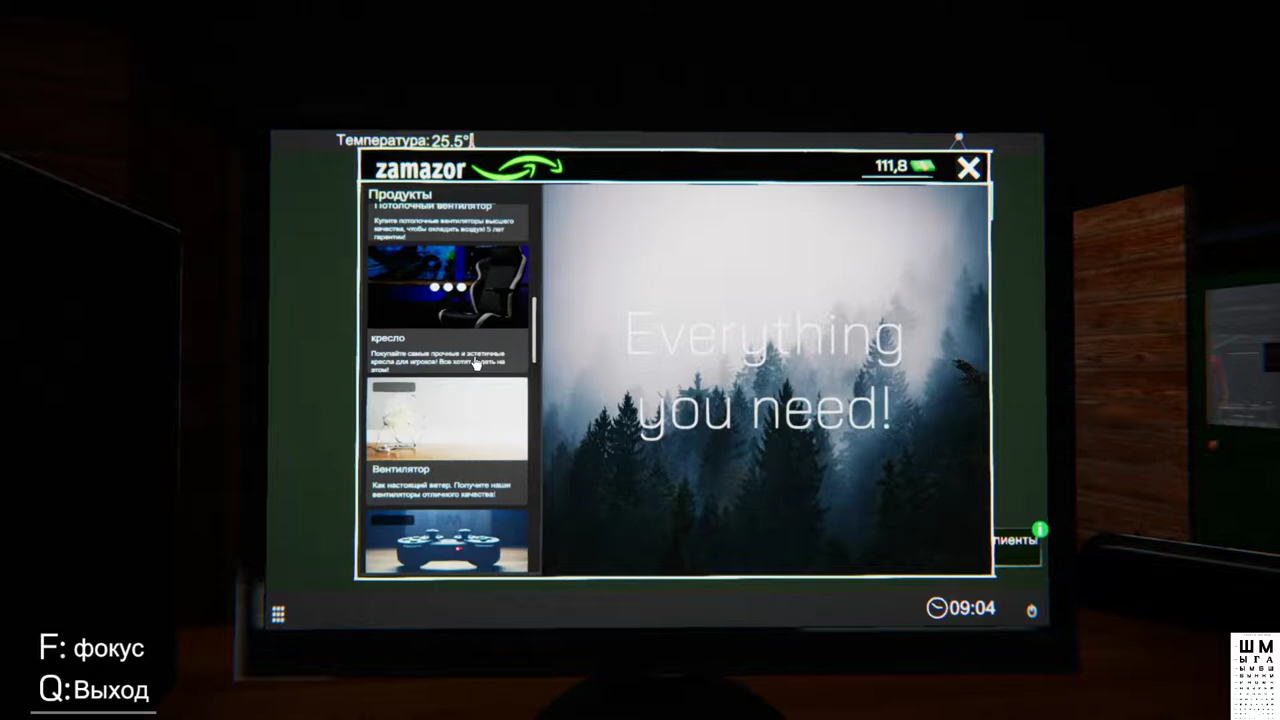 Температура: 25.5°
zamazor
111,8
Продукты
Потолочный вентилятор
Купите потолочные вентиляторы высшего
качества, чтобы охладить воздух! 5 лет
гарантии!
кресло
Покупайте самые прочные и эстетичные
кресла для игроков! Все хотят на
этом!
Вентилятор
Как настоящий ветер. Получите наши
вентиляторы отличного качества!
Everything
you need!
лиенты
09:04
F: фокус
Q:Выход
Ш М
Ы Г А